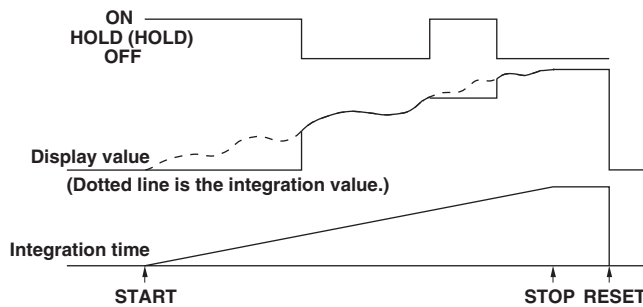 ON
HOLD (HOLD)
OFF
Display value
(Dotted line is the integration value.)
Integration time
START
STOP RESET